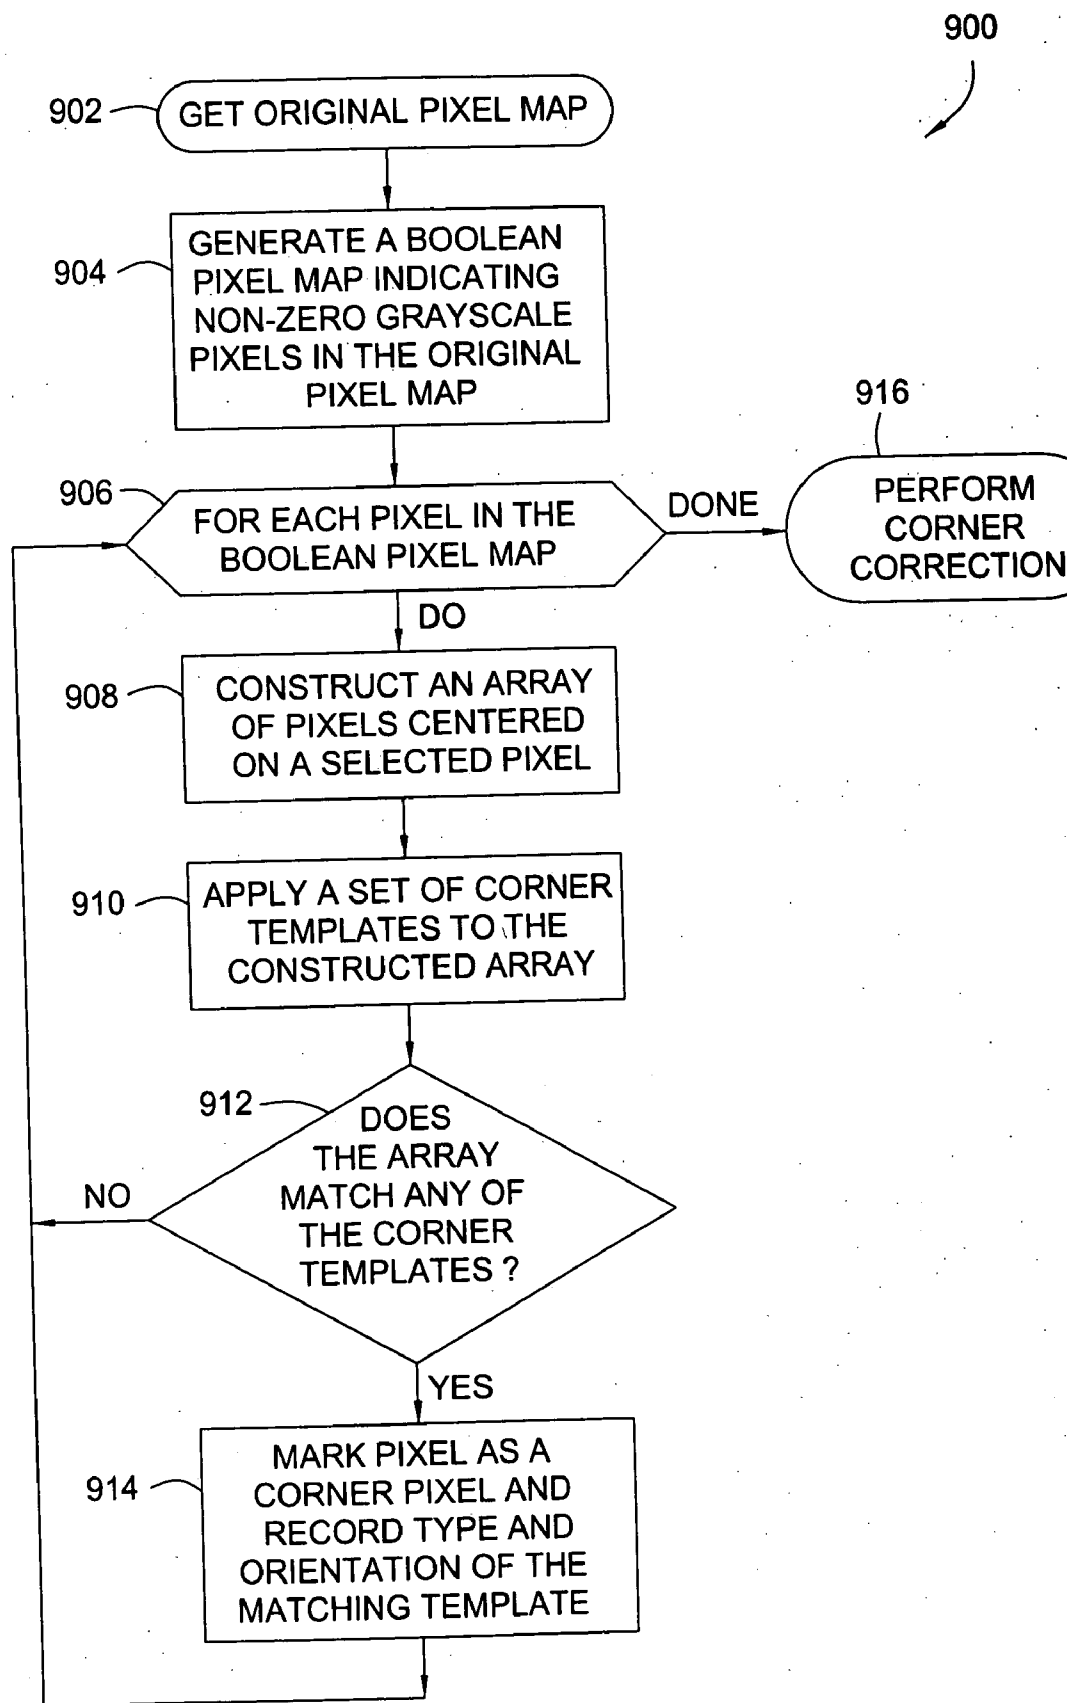 900
902
GET ORIGINAL PIXEL MAP
904
GENERATE A BOOLEAN
PIXEL MAP INDICATING
NON-ZERO GRAYSCALE
PIXELS IN THE ORIGINAL
PIXEL MAP
906
FOR EACH PIXEL IN THE
BOOLEAN PIXEL MAP
DONE
916
PERFORM
CORNER
CORRECTION
DO
908
CONSTRUCT AN ARRAY
OF PIXELS CENTERED
ON A SELECTED PIXEL
910
APPLY A SET OF CORNER
TEMPLATES TO THE
CONSTRUCTED ARRAY
912
DOES
THE ARRAY
MATCH ANY OF
THE CORNER
TEMPLATES ?
NO
YES
914
MARK PIXEL AS A
CORNER PIXEL AND
RECORD TYPE AND
ORIENTATION OF THE
MATCHING TEMPLATE